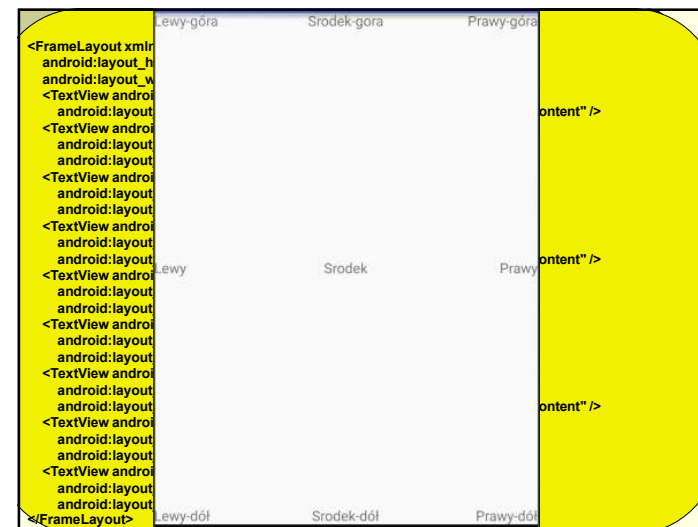 Lewy-góra Srodek-gora Prawy-góra
<FrameLayout xmlr
android:layout_h
android:layout_w
<TextView androi
android:layout ontent" />
<TextView androi
android:layout
android:layout
<TextView androi
android:layout
android:layout
<TextView androi
android:layout
android:layout ontent" />
Lewy Srodek Prawy
<TextView androi
android:layout
android:layout
<TextView androi
android:layout
android:layout
<TextView androi
android:layout
android:layout ontent" />
<TextView androi
android:layout
android:layout
<TextView androi
android:layout
android:layout
</FrameLayout>
Lewy-dół Srodek-dół Prawy-dół